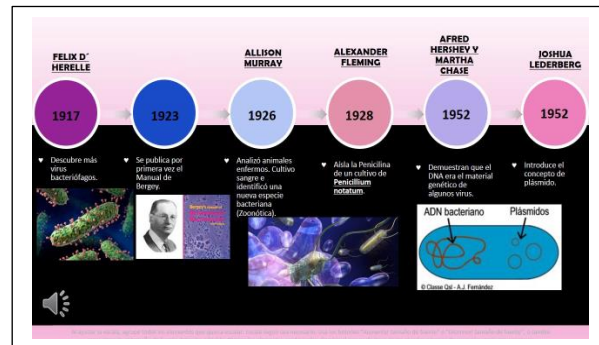 FELIX D´
HERELLE
1917
♥ Descubre más
virus
bacteriófagos.
1923
♥ Se publica por
primera vez el
Manual de
Bergey.
ALLISON
MURRAY
1926
♥ Analizó animales
enfermos. Cultivo
sangre e
identificó una
nueva especie
bacteriana
(Zoonótica).
ALEXANDER
FLEMING
1928
♥ Aísla la Penicilina
de un cultivo de
Penicillium
notatum.
AFRED
HERSHEY Y
MARTHA
CHASE
1952
♥ Demuestran que el
DNA era el material
genético de
algunos virus.
JOSHUA
LEDERBERG
1952
♥ Introduce el
concepto de
plásmido.
ADN
bacteriano
Plásmidos
© Classe Qsl - A.J. Fernández